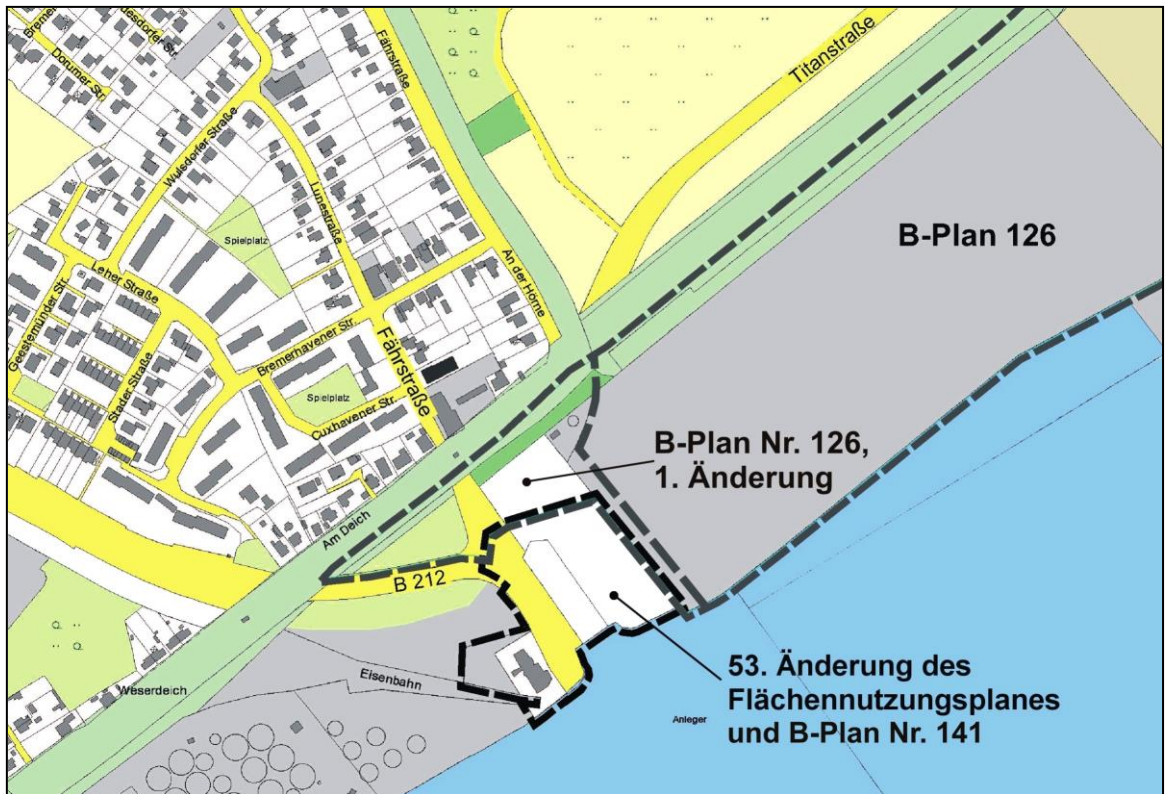 Bremer
Dorumer Str.
desdorfer Str.
Fährstraße
Titanstraße
Wulsdorfer Straße
Lunestraße
B-Plan 126
Spielplatz
An der Hörne
Leher Straße
Geestemünder Str.
Stader Straße
Bremerhavener Str.
Fährstraße
Spielplatz
Cuxhavener Str.
B-Plan Nr. 126,
1. Änderung
Am Deich
B 212
Weserdeich
Eisenbahn
53. Änderung des
Flächennutzungsplanes
und B-Plan Nr. 141
Anleger